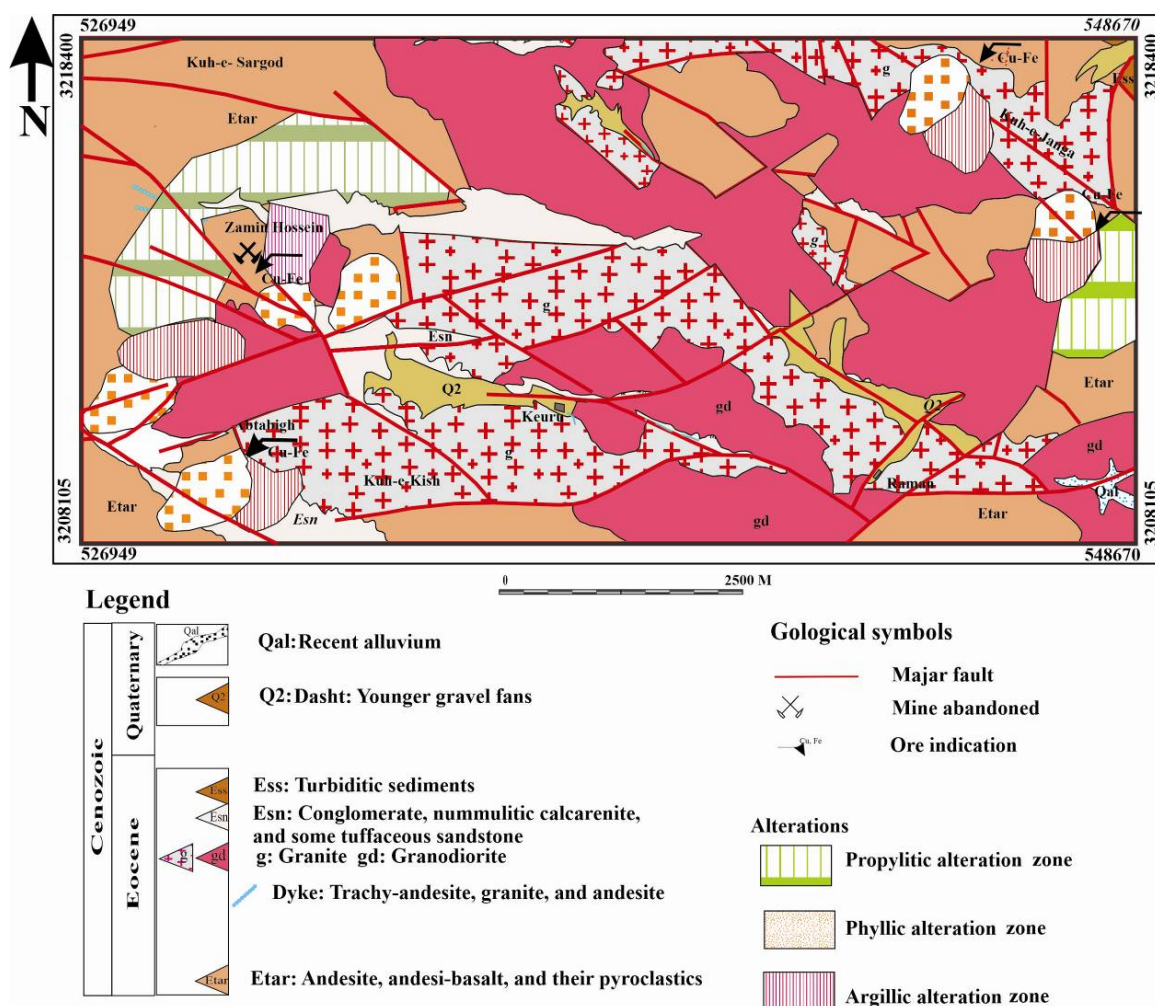 526949
548670
3218400
3218400
N
Kuh-e- Sargod
Etar
Cu-Fe
g
Ess
Kuh-e-Janga
Cu-Fe
Zamin Hossein
Cu-Fe
g
g
Esn
Q2
Keuru
gd
Q2
Etar
gd
Abtabigh
Cu-Fe
g
Kuh-e-Kish
Raman
Qal
Etar
Esn
gd
Etar
3208105
3208105
526949
548670
0 2500 M
Legend
Cenozoic
Quaternary
Eocene
Qal
Qal: Recent alluvium
Q2
Q2: Dasht: Younger gravel fans
Ess
Ess: Turbiditic sediments
Esn
Esn: Conglomerate, nummulitic calcarenite,
and some tuffaceous sandstone
g
gd
g: Granite gd: Granodiorite
Dyke: Trachy-andesite, granite, and andesite
Etar
Etar: Andesite, andesi-basalt, and their pyroclastics
Gological symbols
Majar fault
Mine abandoned
Cu, Fe
Ore indication
Alterations
Propylitic alteration zone
Phyllic alteration zone
Argillic alteration zone